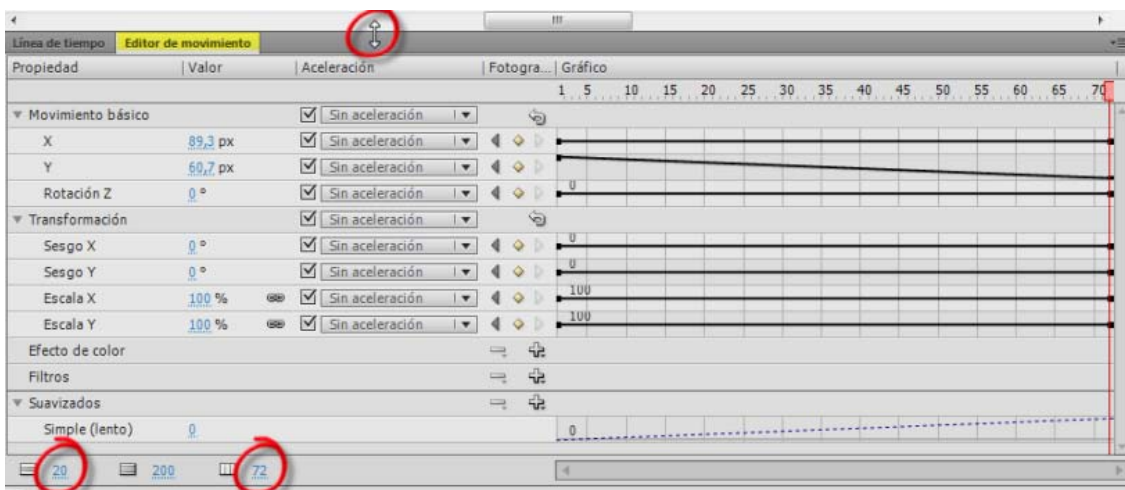 Línea de tiempo Editor de movimiento
Propiedad Valor Aceleración Fotogra... Gráfico
1 5 10 15 20 25 30 35 40 45 50 55 60 65 70
Movimiento básico Sin aceleración
X 89,3 px Sin aceleración
Y 60,7 px Sin aceleración
Rotación Z 0 ° Sin aceleración 0
Transformación Sin aceleración
Sesgo X 0 ° Sin aceleración 0
Sesgo Y 0 ° Sin aceleración 0
Escala X 100 % Sin aceleración 100
Escala Y 100 % Sin aceleración 100
Efecto de color
Filtros
Suavizados
Simple (lento) 0 0
20 200 72